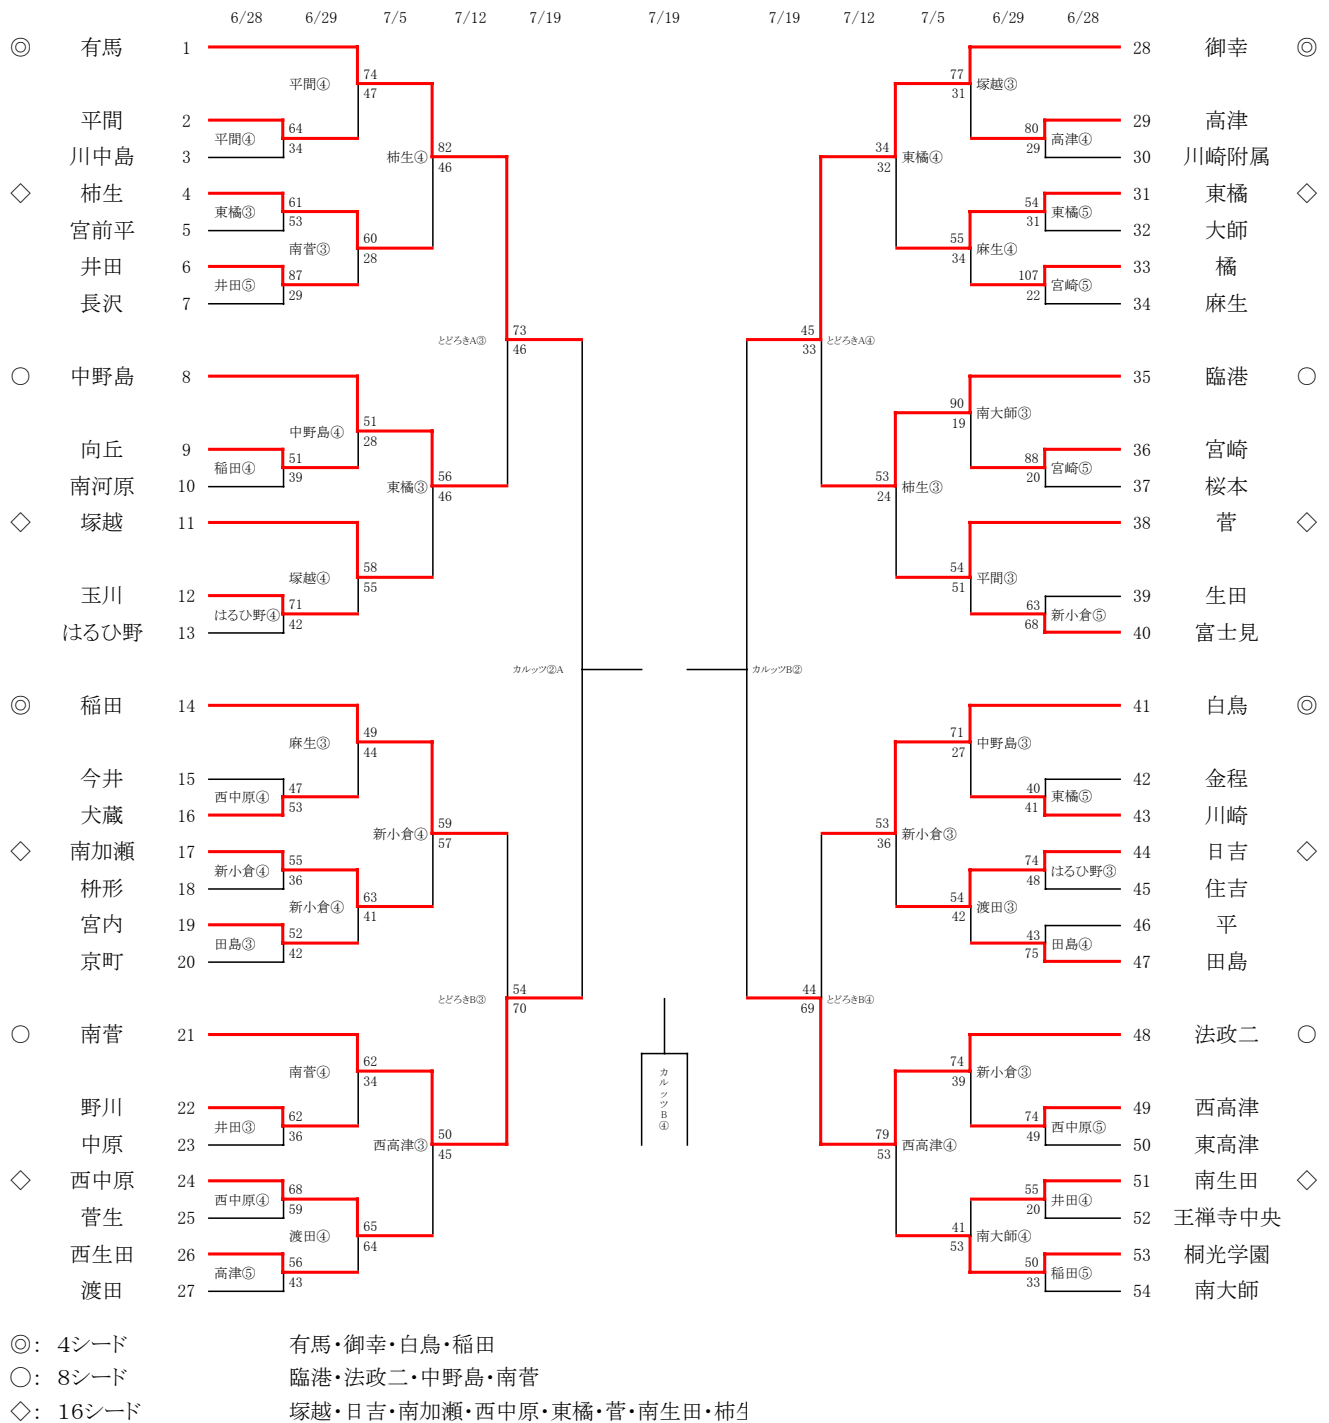 6/28 6/29 7/5 7/12 7/19 7/19 7/19 7/12 7/5 6/29 6/28
◎ 有馬 1
平間④ 74
47
平間 2
平間④ 64
34
川中島 3
柿生④ 82
46
◇ 柿生 4
東橘③ 61
53
宮前平 5
南菅③ 60
28
井田 6
井田⑤ 87
29
長沢 7
とどろきA③ 73
46
○ 中野島 8
中野島④ 51
28
向丘 9
稲田④ 51
39
南河原 10
東橘③ 56
46
◇ 塚越 11
塚越④ 58
55
玉川 12
はるひ野④ 71
42
はるひ野 13
カルッツ②A
◎ 稲田 14
麻生③ 49
44
今井 15
西中原④ 47
53
犬蔵 16
新小倉④ 59
57
◇ 南加瀬 17
新小倉④ 55
36
枡形 18
新小倉④ 63
41
宮内 19
田島③ 52
42
京町 20
とどろきB③ 54
70
○ 南菅 21
南菅④ 62
34
野川 22
井田③ 62
36
中原 23
西高津③ 50
45
◇ 西中原 24
西中原④ 68
59
菅生 25
渡田④ 65
64
西生田 26
高津⑤ 56
43
渡田 27
カルッツB④
28 御幸 ◎
77 塚越③
31
29 高津
80 高津④
29
30 川崎附属
34 東橘④
32
31 東橘 ◇
54 東橘⑤
31
32 大師
55 麻生④
34
33 橘
107 宮崎⑤
22
34 麻生
45 とどろきA④
33
35 臨港 ○
90 南大師③
19
36 宮崎
88 宮崎⑤
20
37 桜本
53 柿生③
24
38 菅 ◇
54 平間③
51
39 生田
63 新小倉⑤
68
40 富士見
カルッツB②
41 白鳥 ◎
71 中野島③
27
42 金程
40 東橘⑤
41
43 川崎
53 新小倉③
36
44 日吉 ◇
74 はるひ野③
48
45 住吉
54 渡田③
42
46 平
43 田島④
75
47 田島
44 とどろきB④
69
48 法政二 ○
74 新小倉③
39
49 西高津
74 西中原⑤
49
50 東高津
79 西高津④
53
51 南生田 ◇
55 井田④
20
52 王禅寺中央
41 南大師④
53
53 桐光学園
50 稲田⑤
33
54 南大師
◎: 4シード 有馬・御幸・白鳥・稲田
○: 8シード 臨港・法政二・中野島・南菅
◇: 16シード 塚越・日吉・南加瀬・西中原・東橘・菅・南生田・柿生